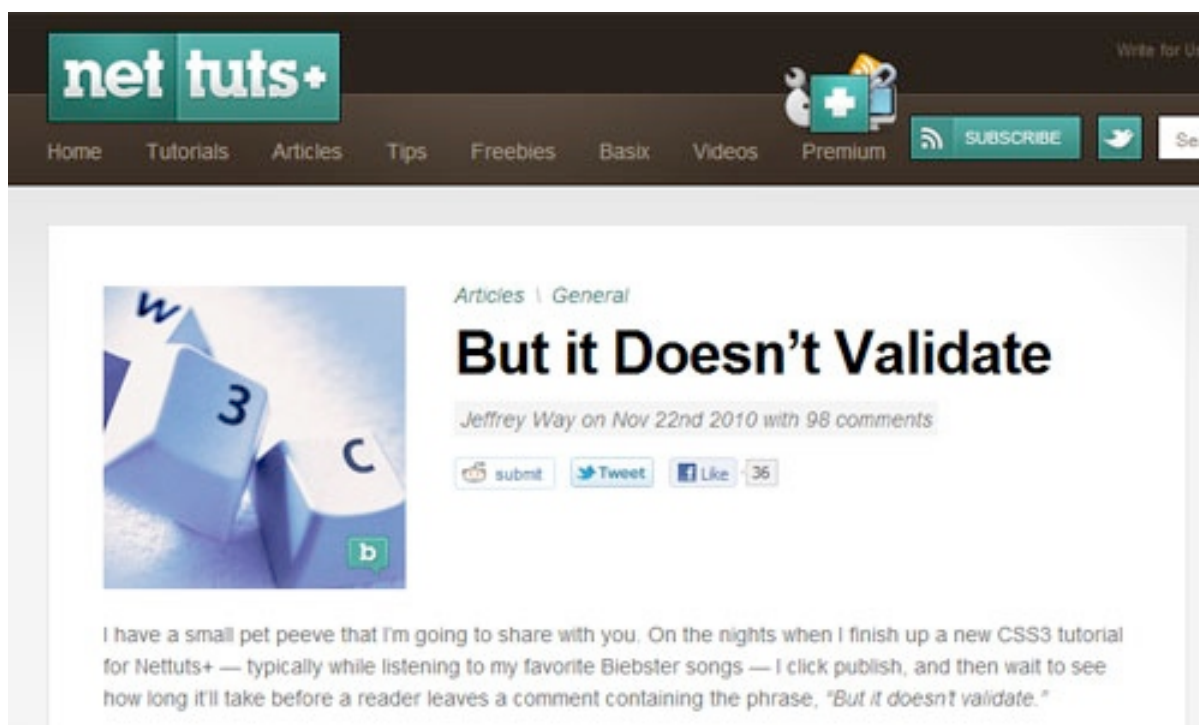 net tuts+
Write for U
Home Tutorials Articles Tips Freebies Basix Videos Premium SUBSCRIBE Se
W
3
C
b
Articles \ General
But it Doesn't Validate
Jeffrey Way on Nov 22nd 2010 with 98 comments
submit Tweet Like 36
I have a small pet peeve that I'm going to share with you. On the nights when I finish up a new CSS3 tutorial
for Nettuts+ — typically while listening to my favorite Biebster songs — I click publish, and then wait to see
how long it'll take before a reader leaves a comment containing the phrase, "But it doesn't validate."